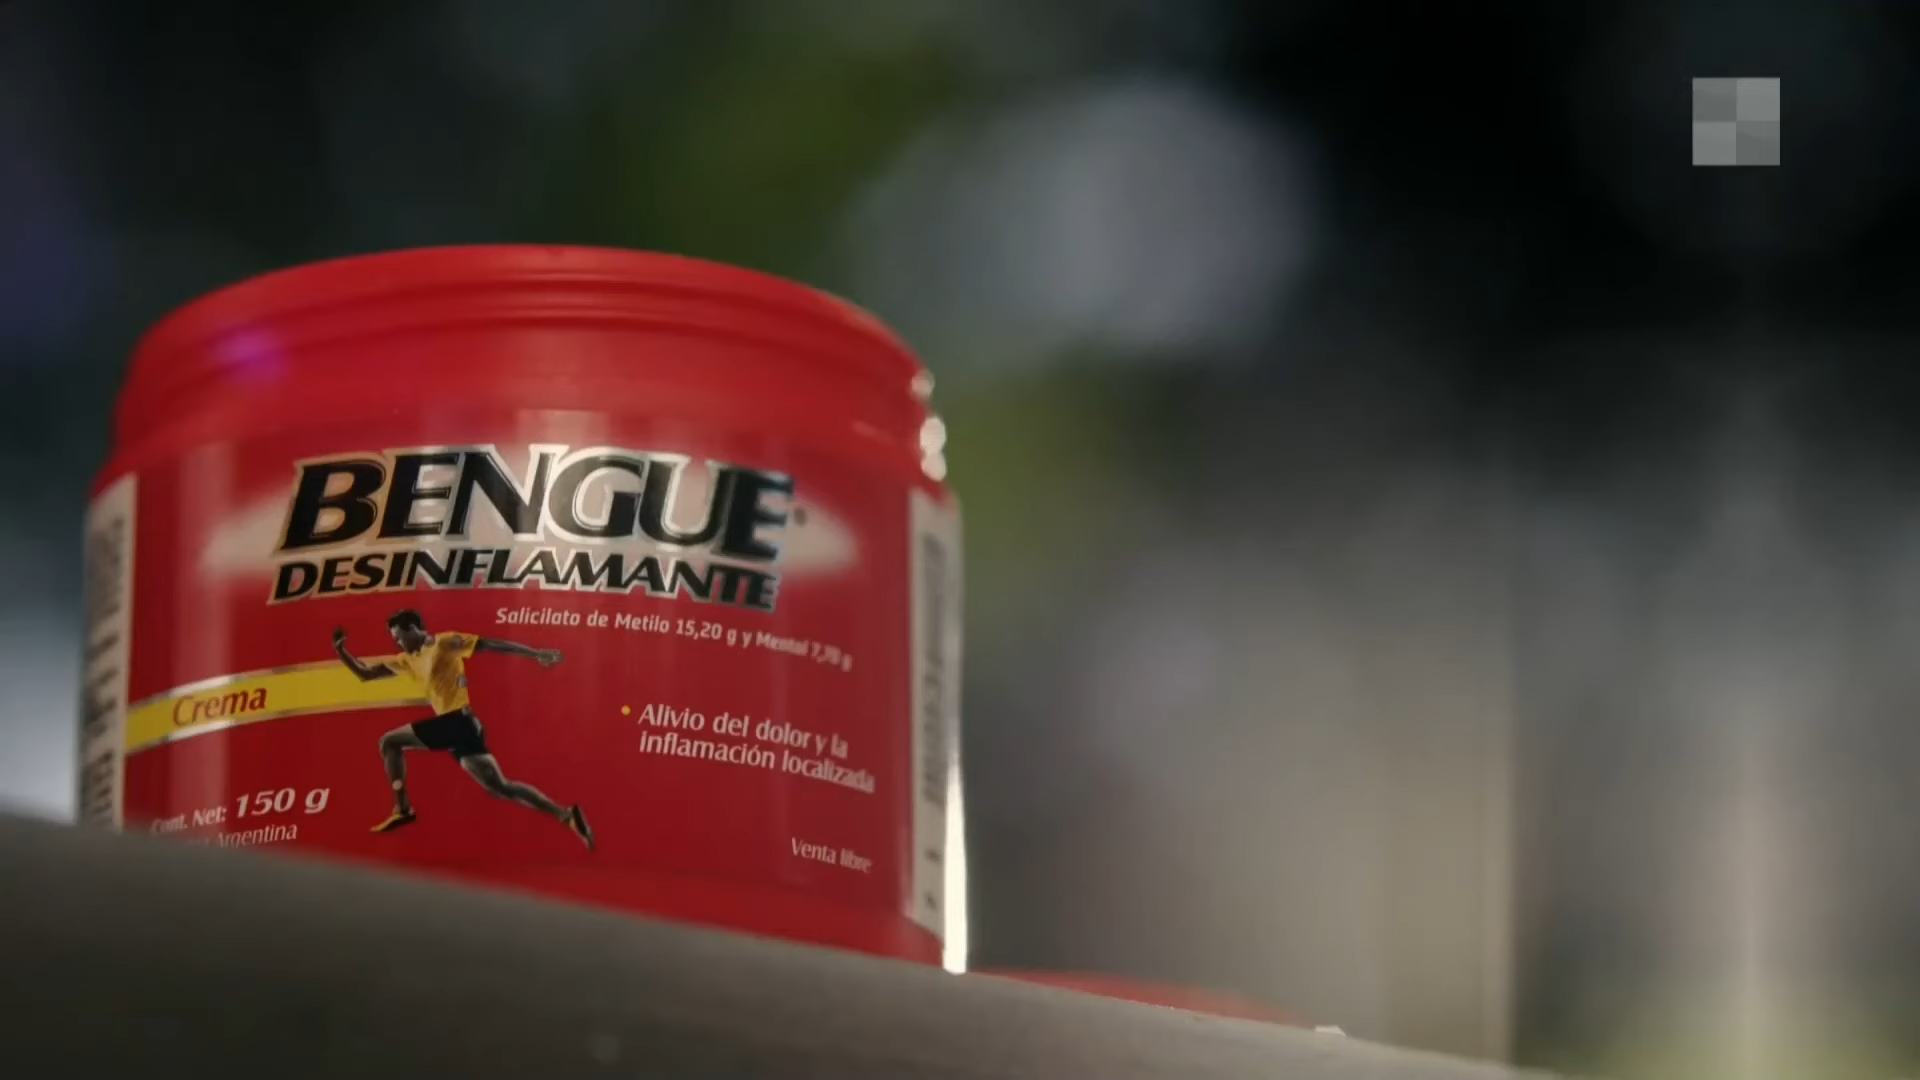 BENGUE
DESINFLAMANTE
Salicilato de Metilo 15,20 g y Mentol 7,70 g
Crema
• Alivio del dolor y la
inflamación localizada
Cont. Net: 150 g
Argentina
Venta libre